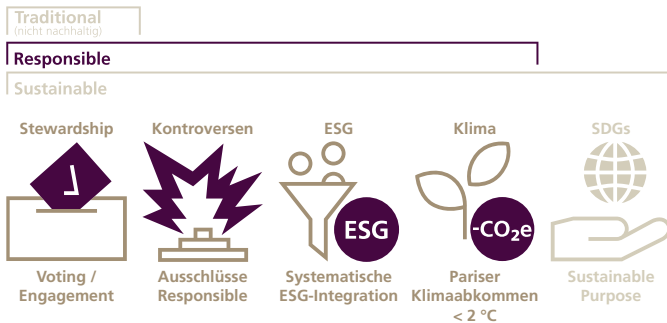 Traditional
(nicht nachhaltig)
Responsible
Sustainable
Stewardship
Kontroversen
ESG
Klima
SDGs
ESG
-CO₂e
Voting /
Engagement
Ausschlüsse
Responsible
Systematische
ESG-Integration
Pariser
Klimaabkommen
< 2 °C
Sustainable
Purpose